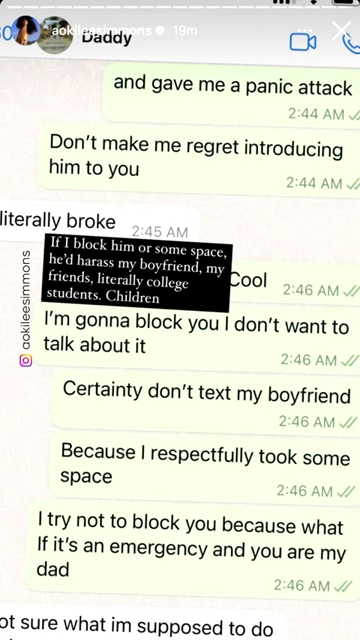 aokileesimmons 19m
Daddy
and gave me a panic attack
2:44 AM
Don't make me regret introducing
him to you
2:44 AM
literally broke
2:45 AM
If I block him or some space,
he'd harass my boyfriend, my
friends, literally college
students. Children
Cool
2:46 AM
aokileesimmons
I'm gonna block you I don't want to
talk about it
2:46 AM
Certainty don't text my boyfriend
2:46 AM
Because I respectfully took some
space
2:46 AM
I try not to block you because what
If it's an emergency and you are my
dad
2:46 AM
ot sure what im supposed to do